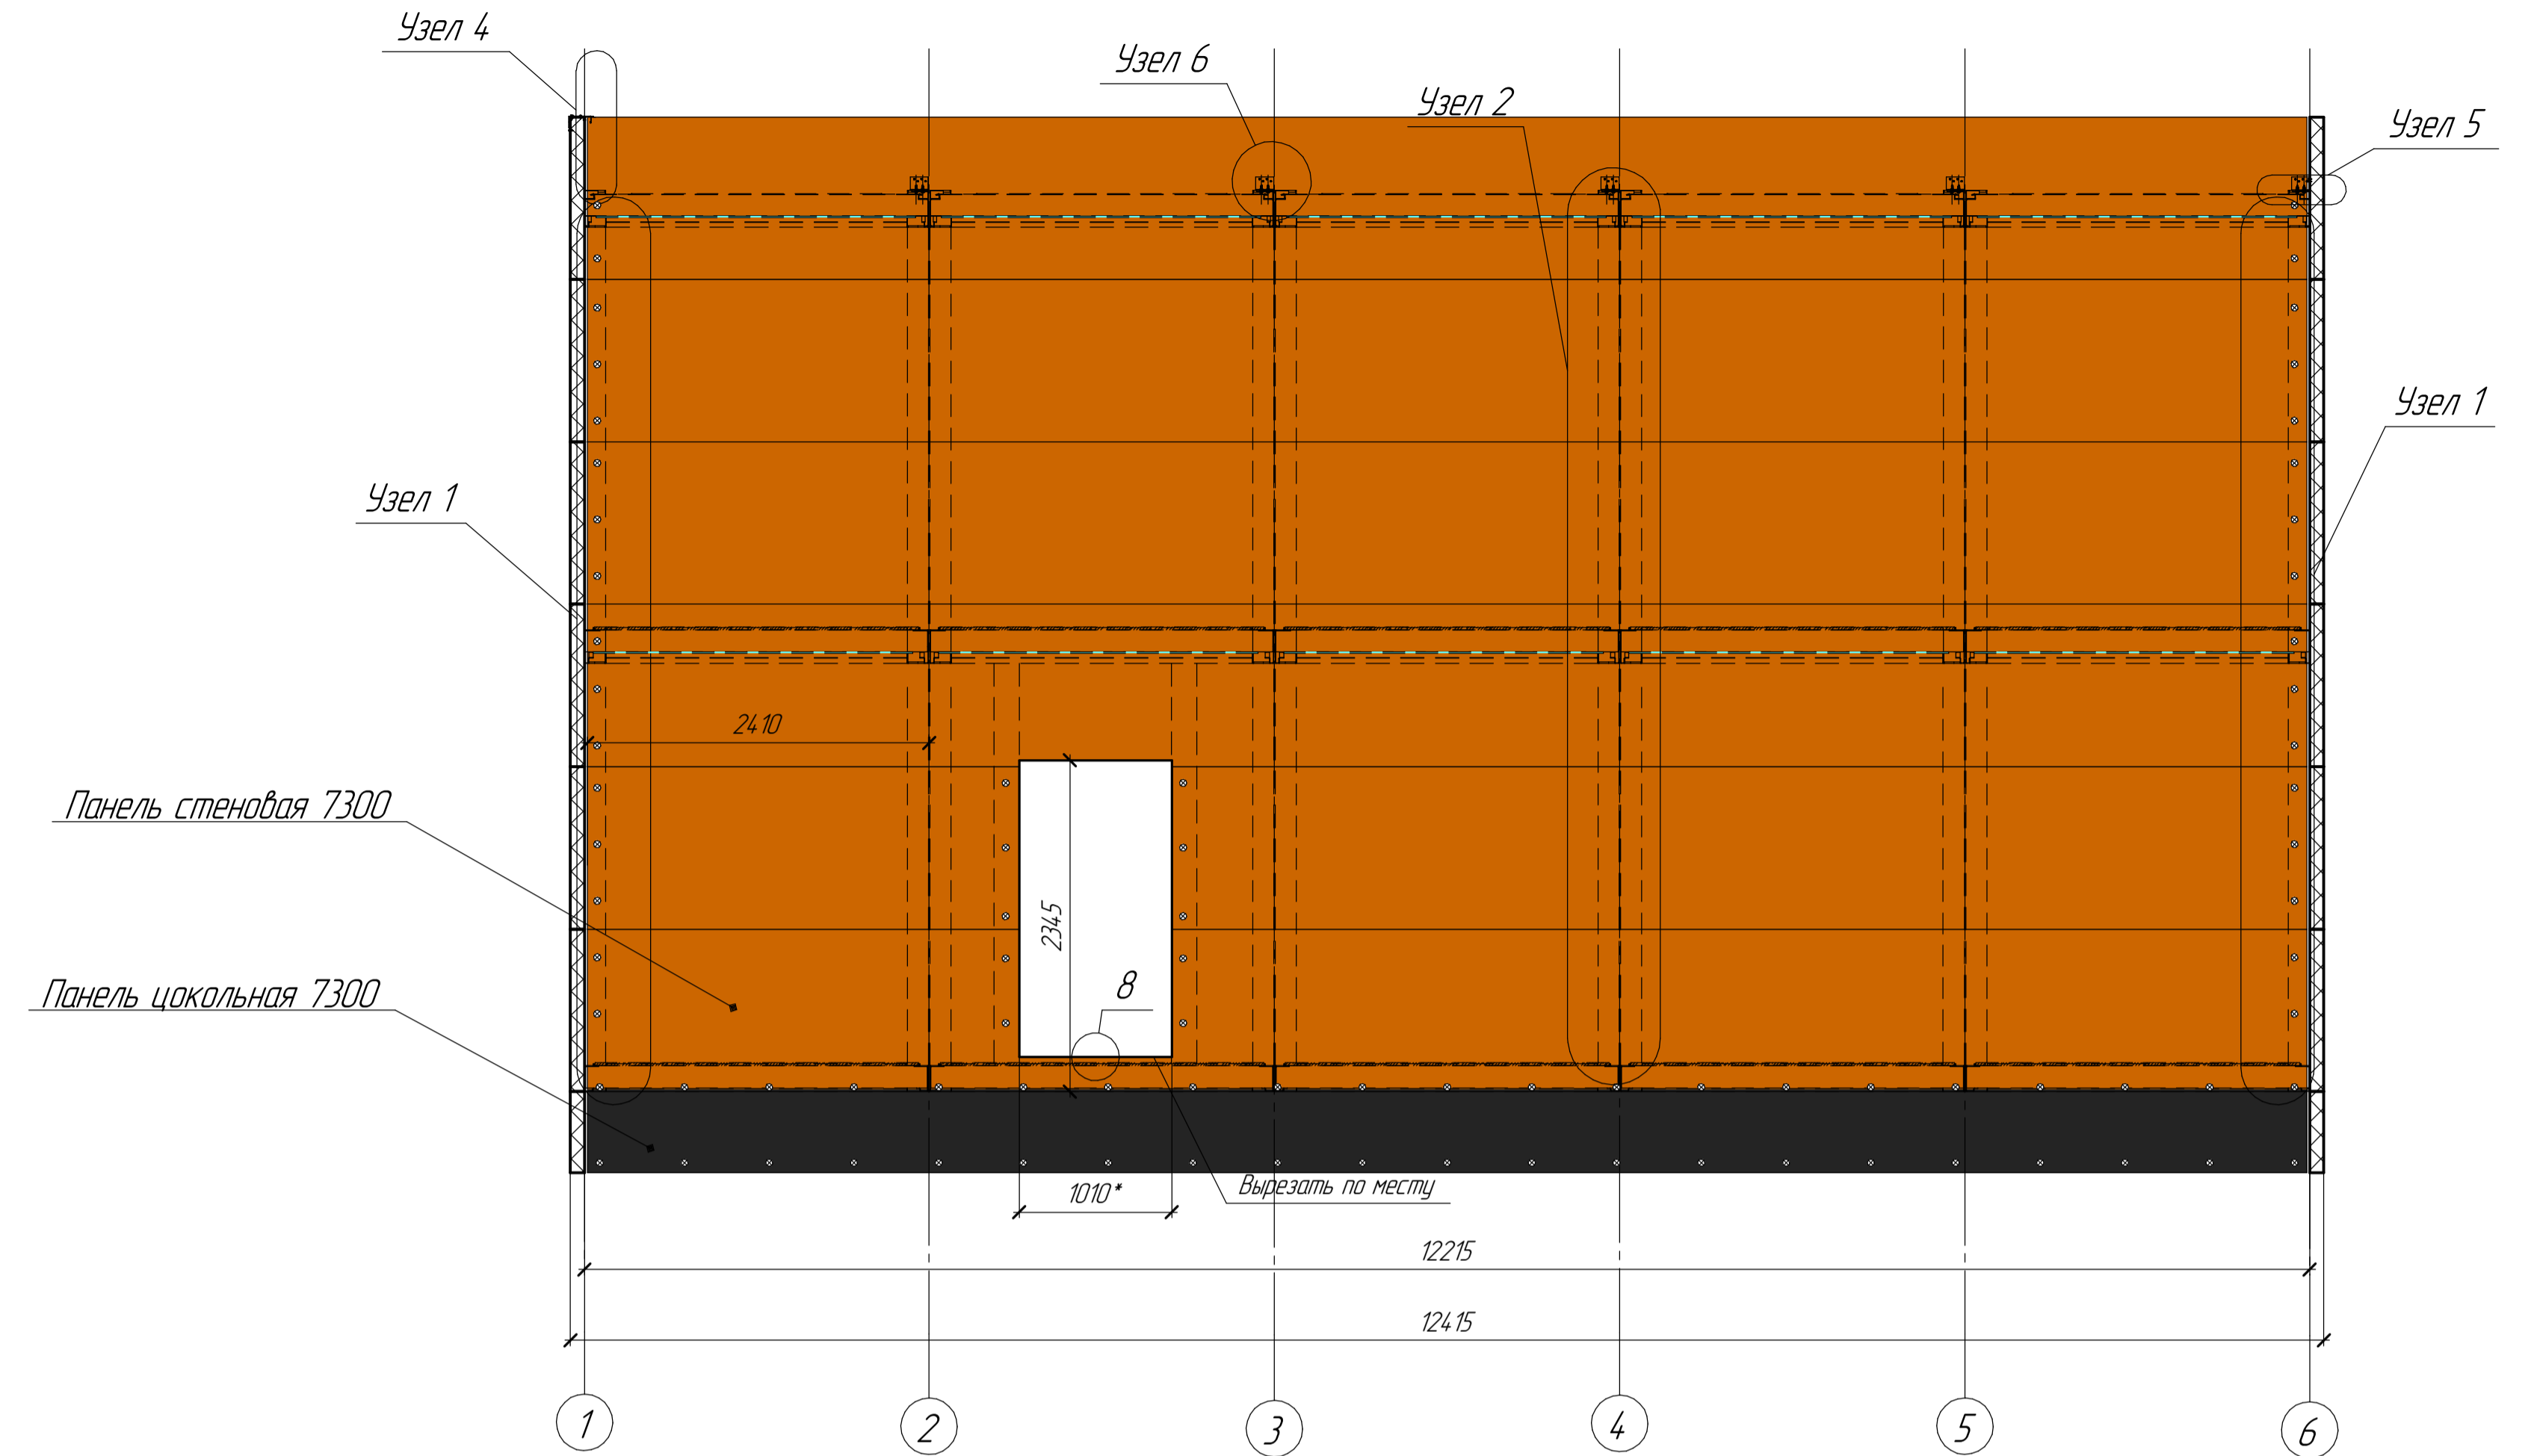 Узел 4
Узел 6
Узел 2
Узел 5
Узел 1
Узел 1
2410
Панель стеновая 7300
2345
8
Панель цокольная 7300
1010*
Вырезать по месту
12215
12415
1
2
3
4
5
6